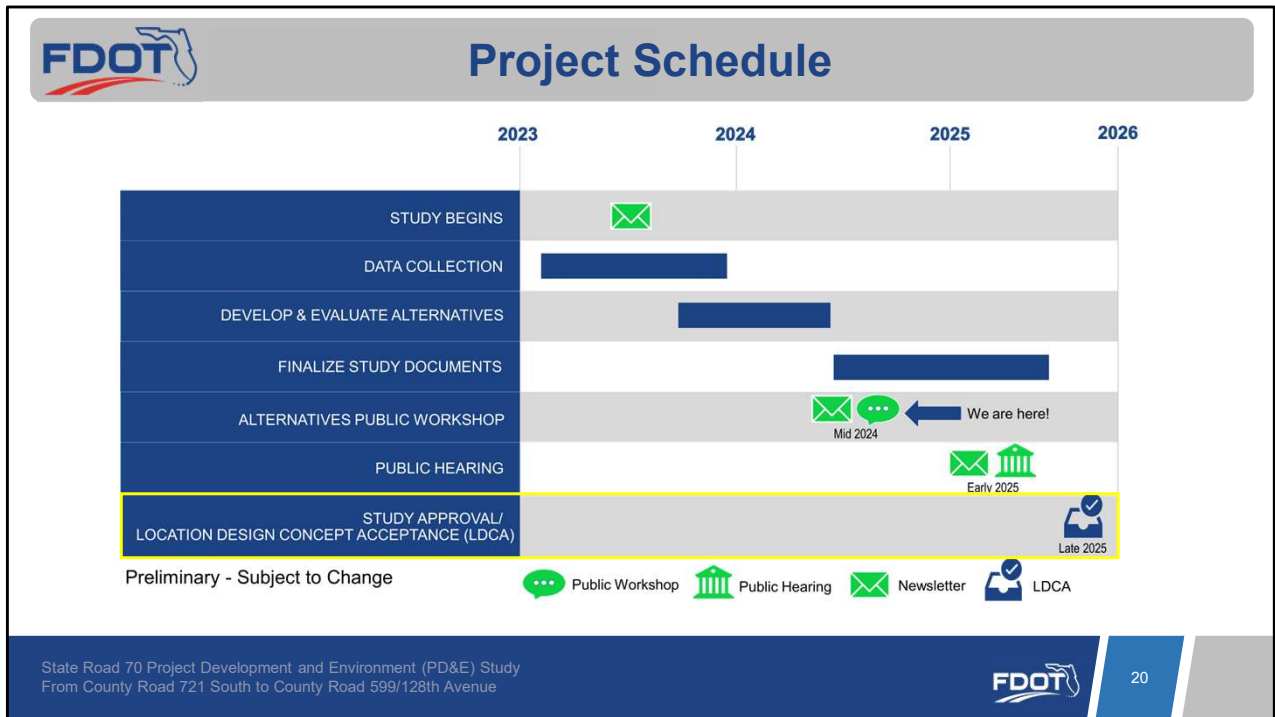 FDOT
Project Schedule
2023
2024
2025
2026
STUDY BEGINS
DATA COLLECTION
DEVELOP & EVALUATE ALTERNATIVES
FINALIZE STUDY DOCUMENTS
ALTERNATIVES PUBLIC WORKSHOP
We are here!
Mid 2024
PUBLIC HEARING
Early 2025
STUDY APPROVAL/
LOCATION DESIGN CONCEPT ACCEPTANCE (LDCA)
Late 2025
Preliminary - Subject to Change
Public Workshop
Public Hearing
Newsletter
LDCA
State Road 70 Project Development and Environment (PD&E) Study
From County Road 721 South to County Road 599/128th Avenue
FDOT
20